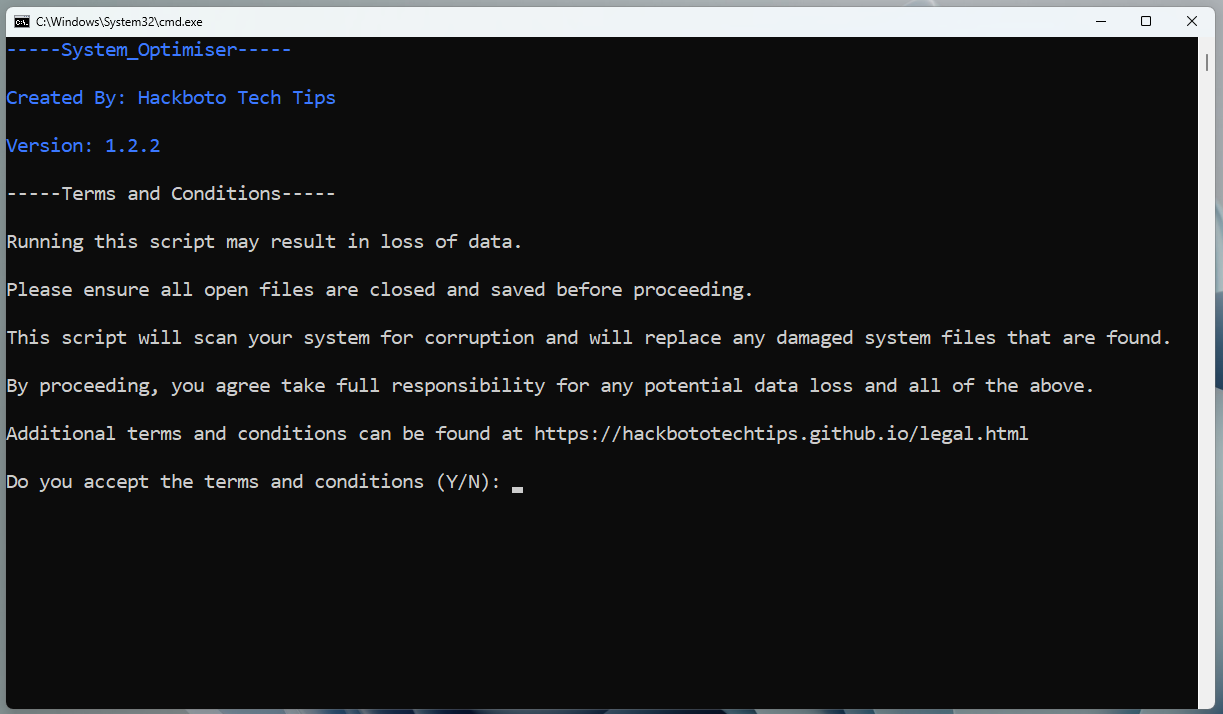 C:\Windows\System32\cmd.exe
-----System_Optimiser-----
Created By: Hackboto Tech Tips
Version: 1.2.2
-----Terms and Conditions-----
Running this script may result in loss of data.
Please ensure all open files are closed and saved before proceeding.
This script will scan your system for corruption and will replace any damaged system files that are found.
By proceeding, you agree take full responsibility for any potential data loss and all of the above.
Additional terms and conditions can be found at https://hackbototechtips.github.io/legal.html
Do you accept the terms and conditions (Y/N):